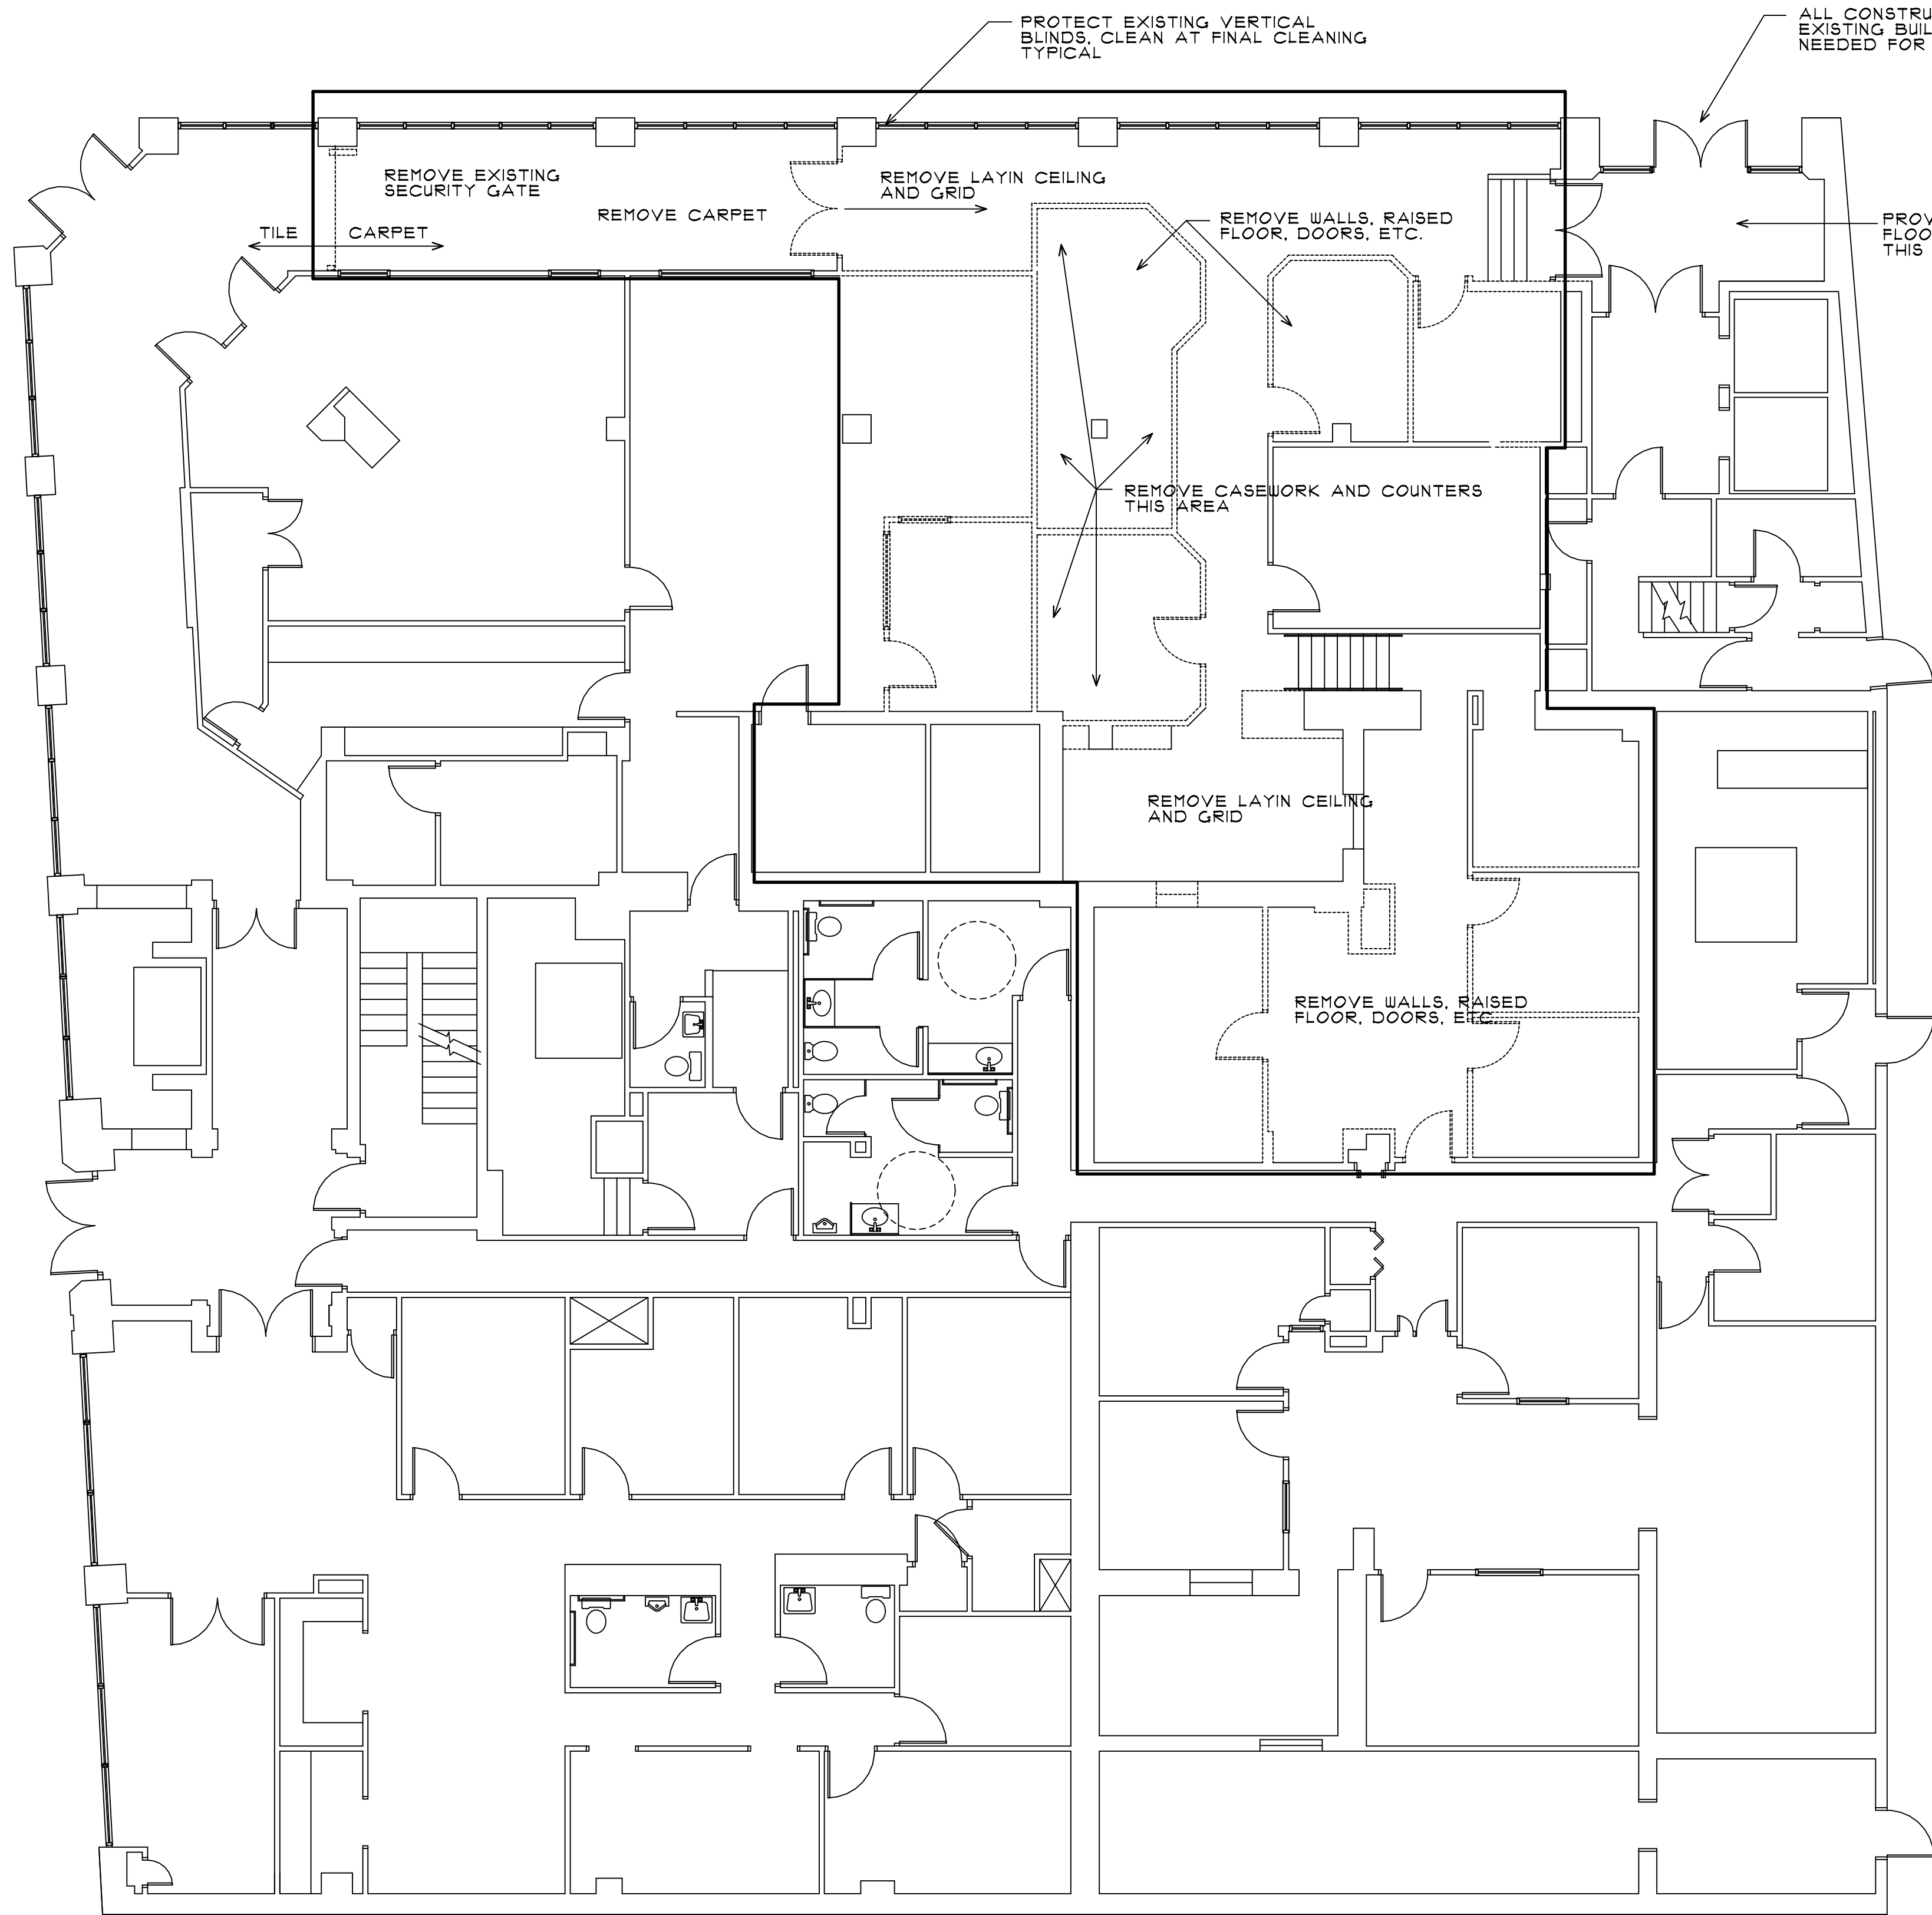 PROTECT EXISTING VERTICAL
BLINDS, CLEAN AT FINAL CLEANING
TYPICAL
ALL CONSTRU
EXISTING BUIL
NEEDED FOR
REMOVE EXISTING
SECURITY GATE
REMOVE LAYIN CEILING
AND GRID
REMOVE CARPET
REMOVE WALLS, RAISED
FLOOR, DOORS, ETC.
PROV
FLOO
THIS
TILE
CARPET
REMOVE CASEWORK AND COUNTERS
THIS AREA
REMOVE LAYIN CEILING
AND GRID
REMOVE WALLS, RAISED
FLOOR, DOORS, ETC.